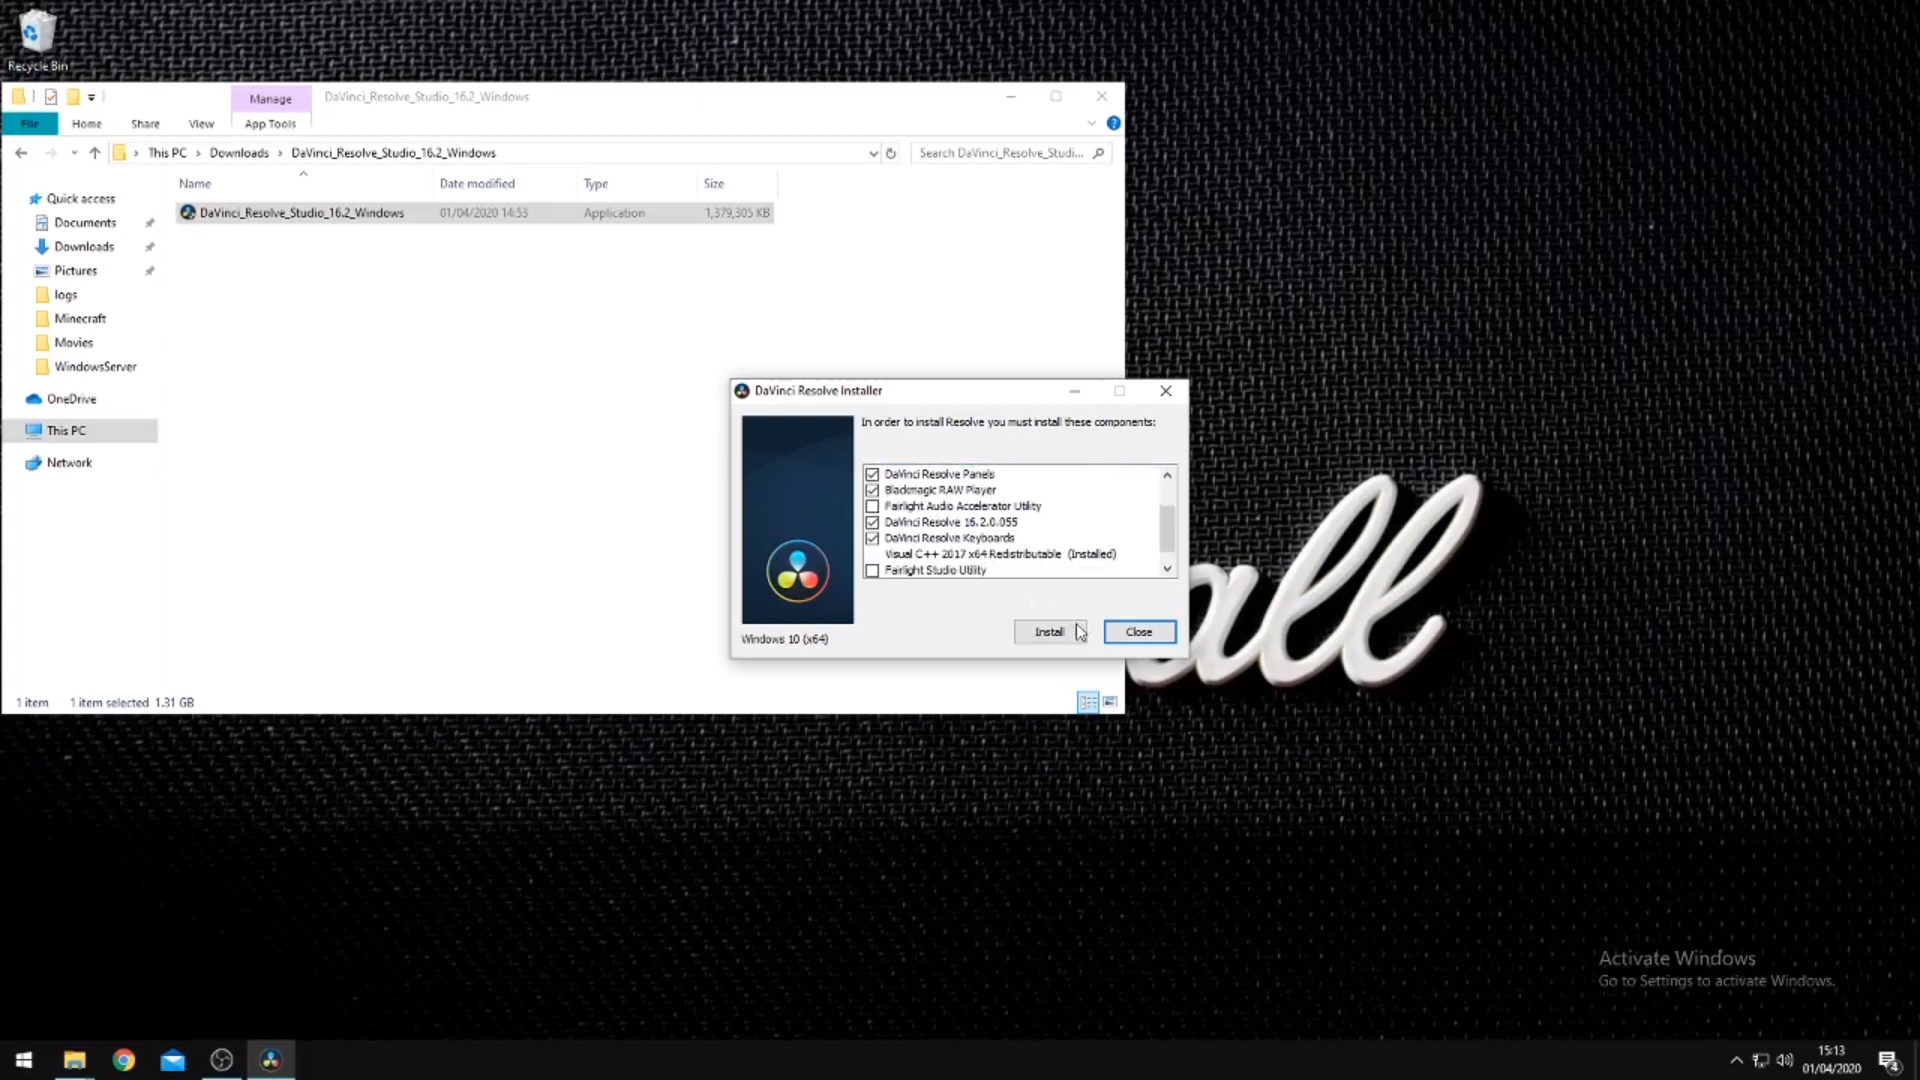 Recycle Bin
Manage
DaVinci_Resolve_Studio_16.2_Windows
File
Home
Share
View
App Tools
This PC
Downloads
DaVinci_Resolve_Studio_16.2_Windows
Search DaVinci_Resolve_Studi...
Name
Date modified
Type
Size
DaVinci_Resolve_Studio_16.2_Windows
01/04/2020 14:53
Application
1,379,305 KB
Quick access
Documents
Downloads
Pictures
logs
Minecraft
Movies
WindowsServer
OneDrive
This PC
Network
1 item
1 item selected 1.31 GB
DaVinci Resolve Installer
In order to install Resolve you must install these components:
DaVinci Resolve Panels
Blackmagic RAW Player
Fairlight Audio Accelerator Utility
DaVinci Resolve 16.2.0.055
DaVinci Resolve Keyboards
Visual C++ 2017 x64 Redistributable (Installed)
Fairlight Studio Utility
Windows 10 (x64)
Install
Close
all
Activate Windows
Go to Settings to activate Windows.
15:13
01/04/2020
4